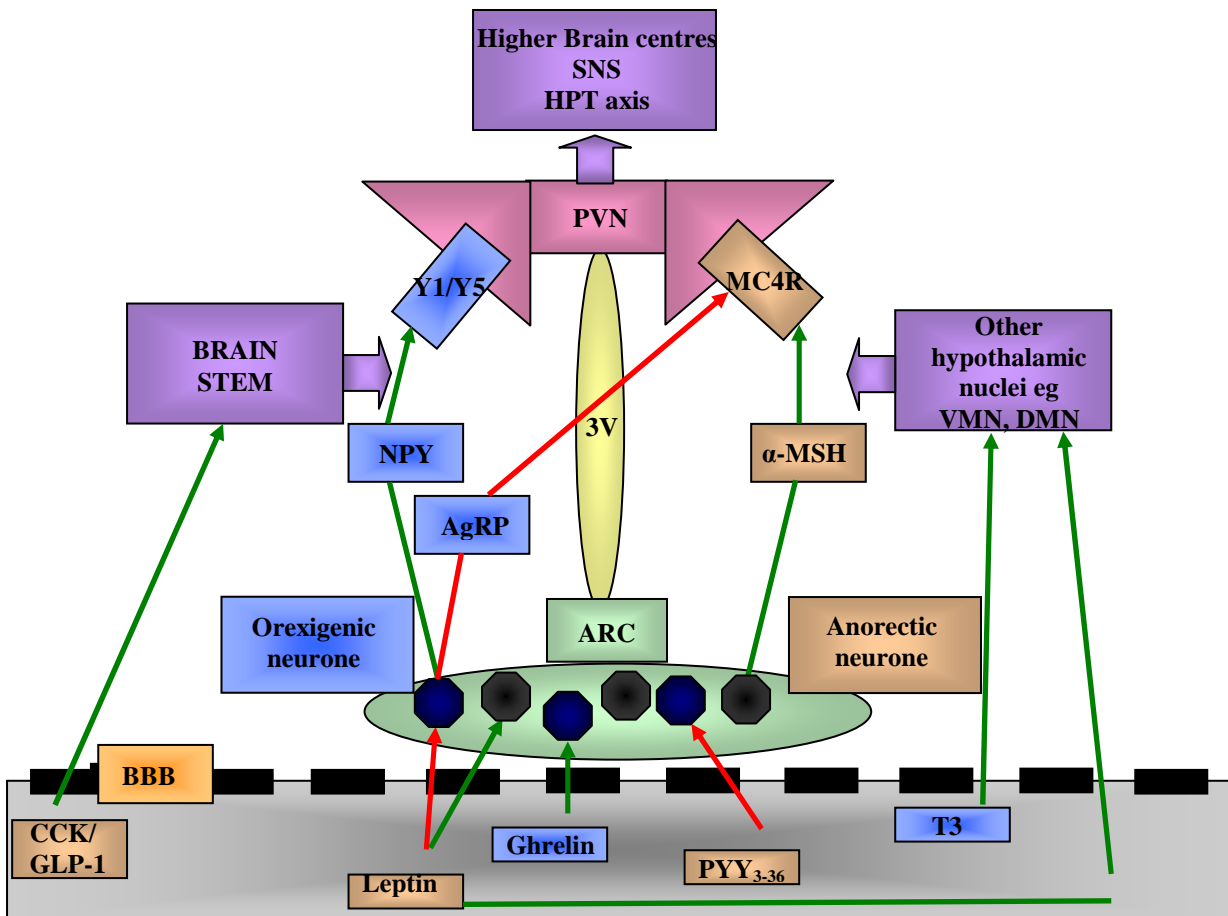 Higher Brain centres
SNS
HPT axis
PVN
Y1/Y5
MC4R
BRAIN
STEM
Other
hypothalamic
nuclei eg
VMN, DMN
3V
NPY
α-MSH
AgRP
Orexigenic
neurone
ARC
Anorectic
neurone
BBB
CCK/
GLP-1
Leptin
Ghrelin
PYY3-36
T3